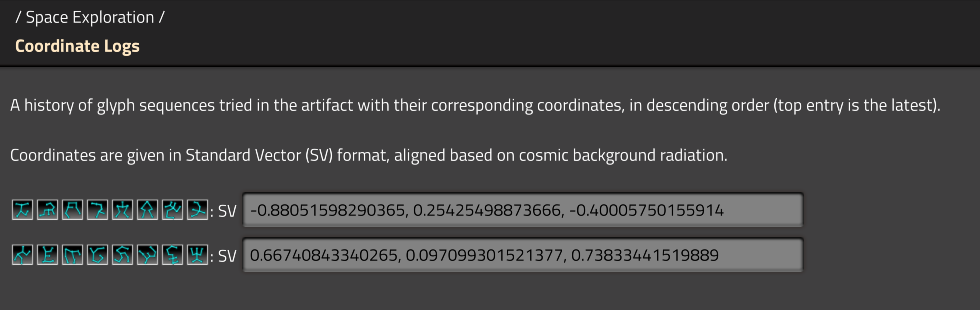 / Space Exploration /
Coordinate Logs
A history of glyph sequences tried in the artifact with their corresponding coordinates, in descending order (top entry is the latest).
Coordinates are given in Standard Vector (SV) format, aligned based on cosmic background radiation.
: SV -0.88051598290365, 0.25425498873666, -0.40005750155914
: SV 0.66740843340265, 0.097099301521377, 0.73833441519889